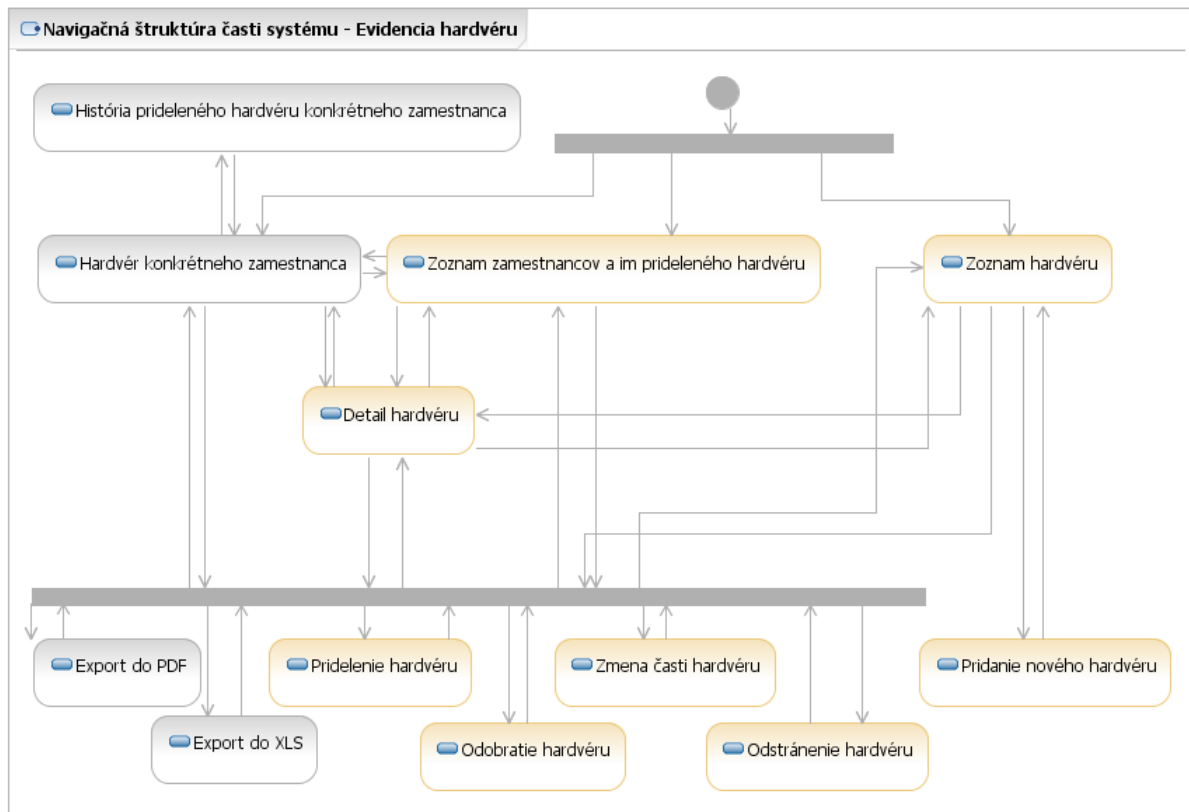 Navigačná štruktúra časti systému - Evidencia hardvéru
História prideleného hardvéru konkrétneho zamestnanca
Hardvér konkrétneho zamestnanca
Zoznam zamestnancov a im prideleného hardvéru
Zoznam hardvéru
Detail hardvéru
Export do PDF
Pridelenie hardvéru
Zmena časti hardvéru
Pridanie nového hardvéru
Export do XLS
Odobratie hardvéru
Odstránenie hardvéru